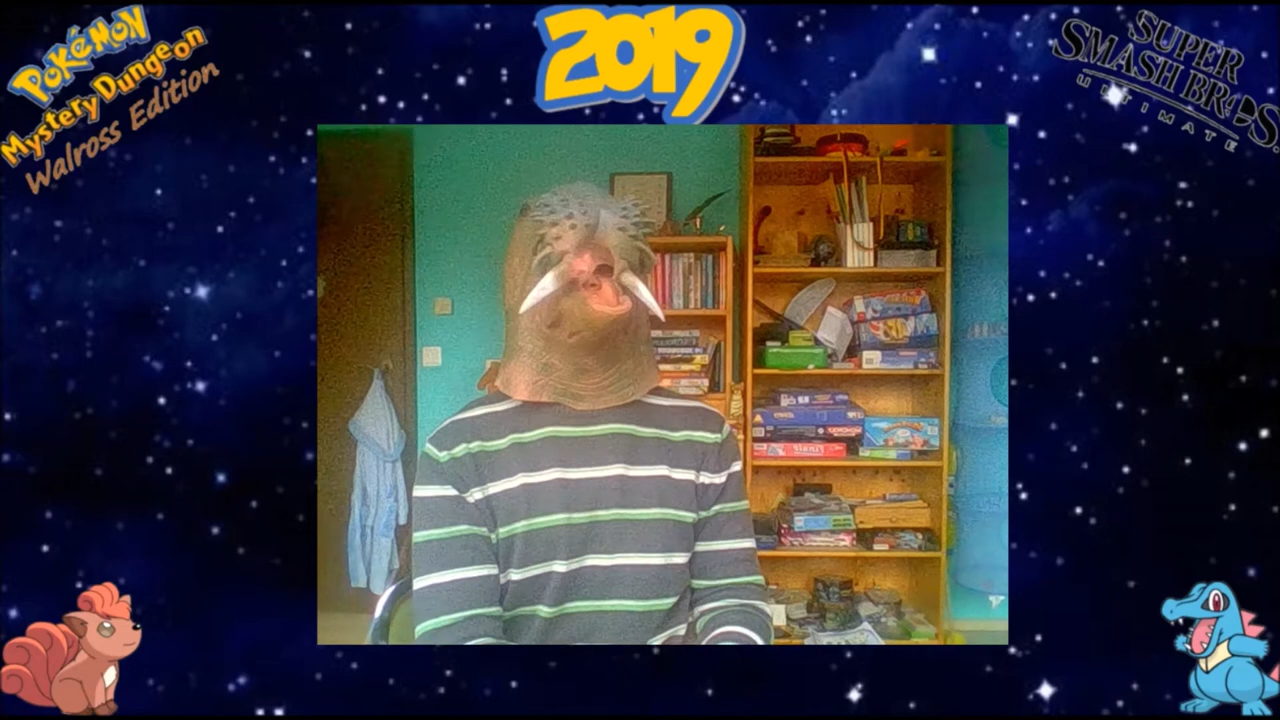 POKéMON
Mystery Dungeon
Walross Edition
2019
SUPER
SMASH BROS.
ULTIMATE